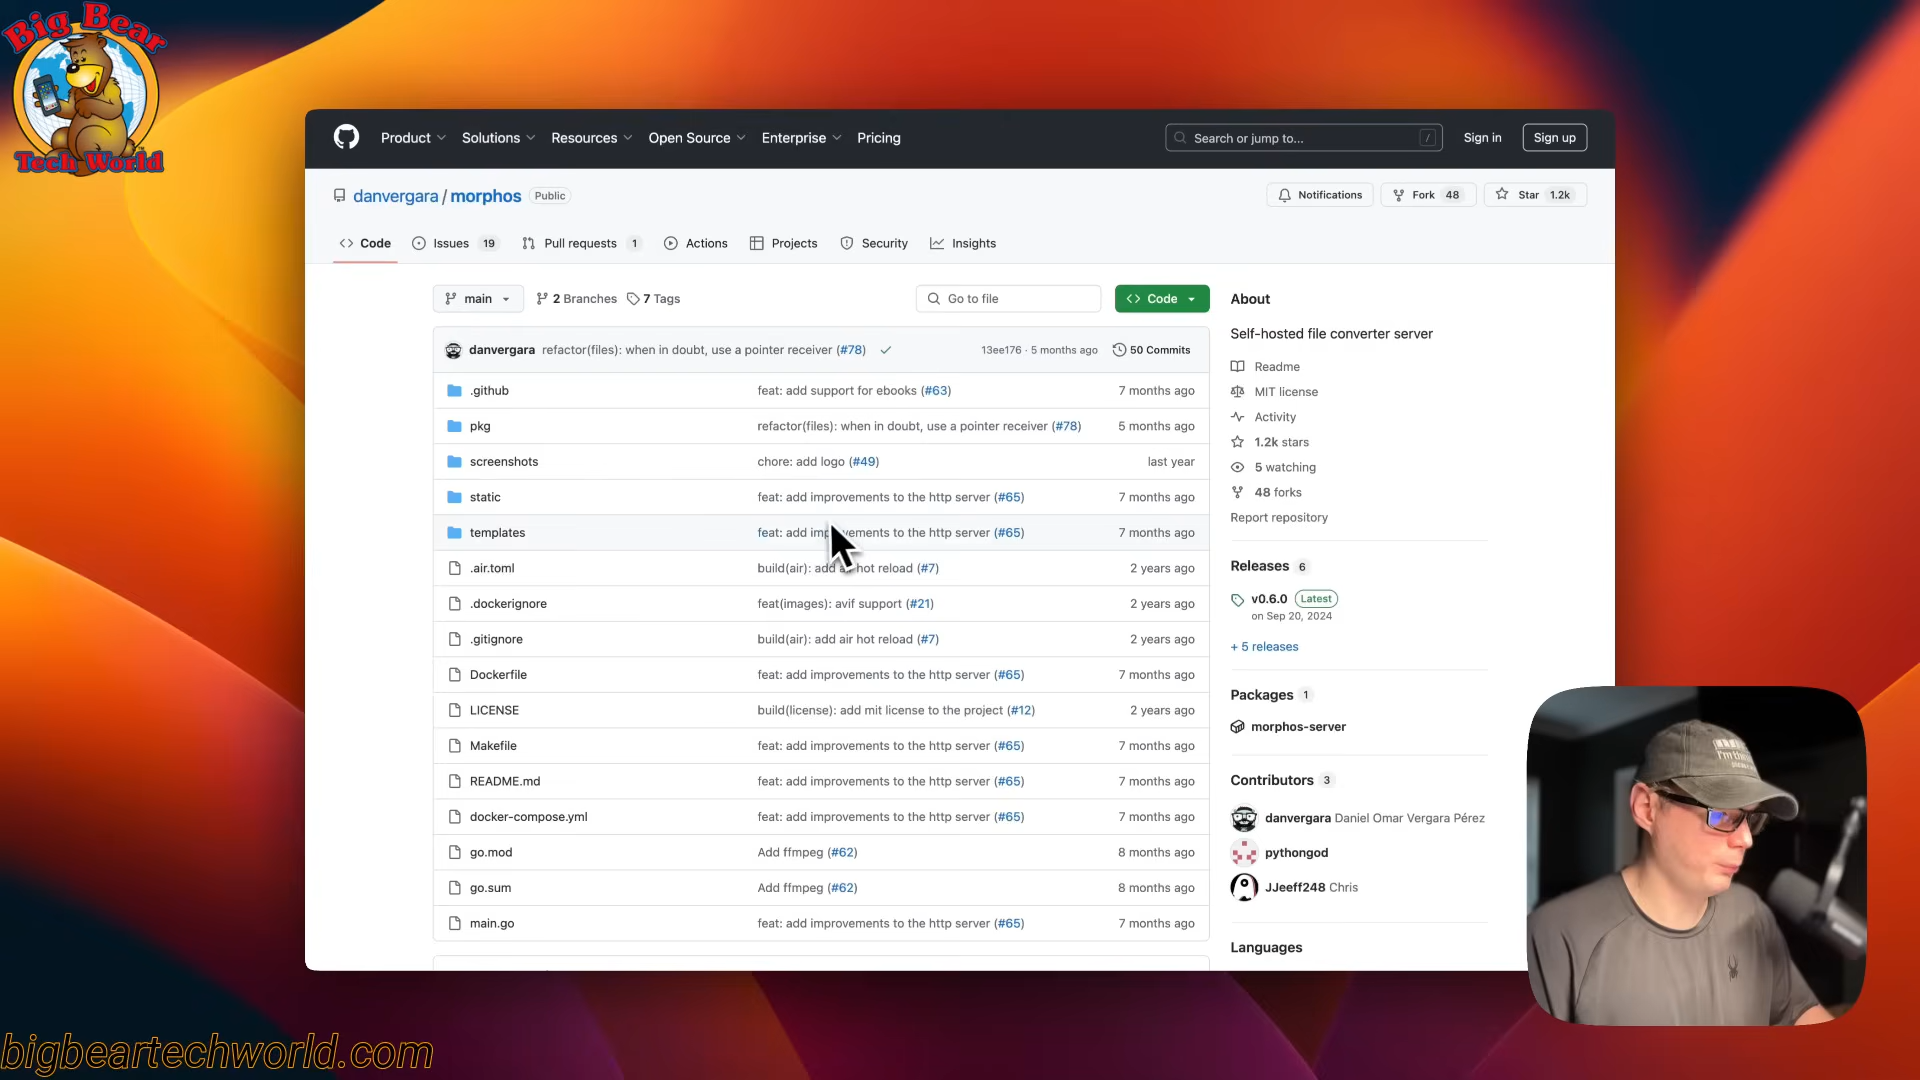 Big Bear
Tech World
Product Solutions Resources Open Source Enterprise Pricing
Search or jump to... /
Sign in
Sign up
danvergara / morphos Public
Notifications
Fork 48
Star 1.2k
Code
Issues 19
Pull requests 1
Actions
Projects
Security
Insights
main
2 Branches
7 Tags
Go to file
Code
danvergara refactor(files): when in doubt, use a pointer receiver (#78) 13ee176 · 5 months ago 50 Commits
.github feat: add support for ebooks (#63) 7 months ago
pkg refactor(files): when in doubt, use a pointer receiver (#78) 5 months ago
screenshots chore: add logo (#49) last year
static feat: add improvements to the http server (#65) 7 months ago
templates feat: add improvements to the http server (#65) 7 months ago
.air.toml build(air): add air hot reload (#7) 2 years ago
.dockerignore feat(images): avif support (#21) 2 years ago
.gitignore build(air): add air hot reload (#7) 2 years ago
Dockerfile feat: add improvements to the http server (#65) 7 months ago
LICENSE build(license): add mit license to the project (#12) 2 years ago
Makefile feat: add improvements to the http server (#65) 7 months ago
README.md feat: add improvements to the http server (#65) 7 months ago
docker-compose.yml feat: add improvements to the http server (#65) 7 months ago
go.mod Add ffmpeg (#62) 8 months ago
go.sum Add ffmpeg (#62) 8 months ago
main.go feat: add improvements to the http server (#65) 7 months ago
About
Self-hosted file converter server
Readme
MIT license
Activity
1.2k stars
5 watching
48 forks
Report repository
Releases 6
v0.6.0 Latest
on Sep 20, 2024
+ 5 releases
Packages 1
morphos-server
Contributors 3
danvergara Daniel Omar Vergara Pérez
pythongod
JJeeff248 Chris
Languages
bigbeartechworld.com